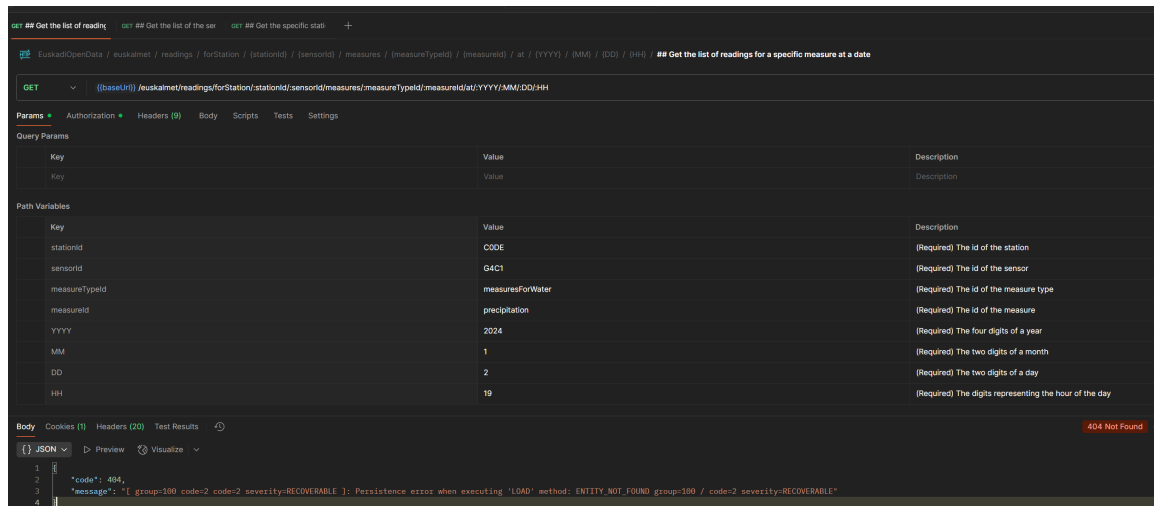 GET ## Get the list of reading GET ## Get the list of the ser GET ## Get the specific stati +
HTTP EuskadiOpenData / euskalmet / readings / forStation / {stationId} / {sensorId} / measures / {measureTypeId} / {measureId} / at / {YYYY} / {MM} / {DD} / {HH} / ## Get the list of readings for a specific measure at a date
GET {{baseUrl}} /euskalmet/readings/forStation/:stationId/:sensorId/measures/:measureTypeId/:measureId/at/:YYYY/:MM/:DD/:HH
Params Authorization Headers (9) Body Scripts Tests Settings
Query Params
Key Value Description
Key Value Description
Path Variables
Key Value Description
stationId C0DE (Required) The id of the station
sensorId G4C1 (Required) The id of the sensor
measureTypeId measuresForWater (Required) The id of the measure type
measureId precipitation (Required) The id of the measure
YYYY 2024 (Required) The four digits of a year
MM 1 (Required) The two digits of a month
DD 2 (Required) The two digits of a day
HH 19 (Required) The digits representing the hour of the day
Body Cookies (1) Headers (20) Test Results 404 Not Found
{} JSON Preview Visualize
1 {
2 "code": 404,
3 "message": "[ group=100 code=2 code=2 severity=RECOVERABLE ]: Persistence error when executing 'LOAD' method: ENTITY_NOT_FOUND group=100 / code=2 severity=RECOVERABLE"
4 }